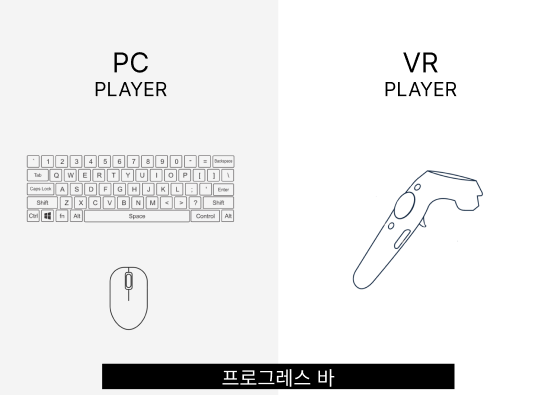 PC
PLAYER
VR
PLAYER
` 1 2 3 4 5 6 7 8 9 0 - = Backspace
Tab Q W E R T Y U I O P [ ] \
Caps Lock A S D F G H J K L ; ' Enter
Shift Z X C V B N M < > ? Shift
Ctrl fn Alt Space Control Alt
프로그레스 바